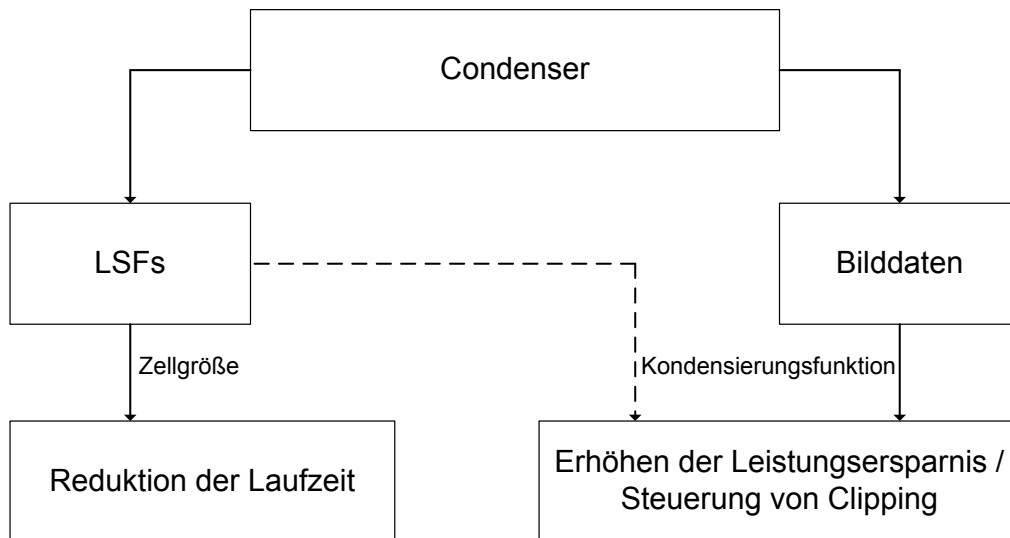 Condenser
LSFs
Bilddaten
Zellgröße
Kondensierungsfunktion
Reduktion der Laufzeit
Erhöhen der Leistungsersparnis /
Steuerung von Clipping